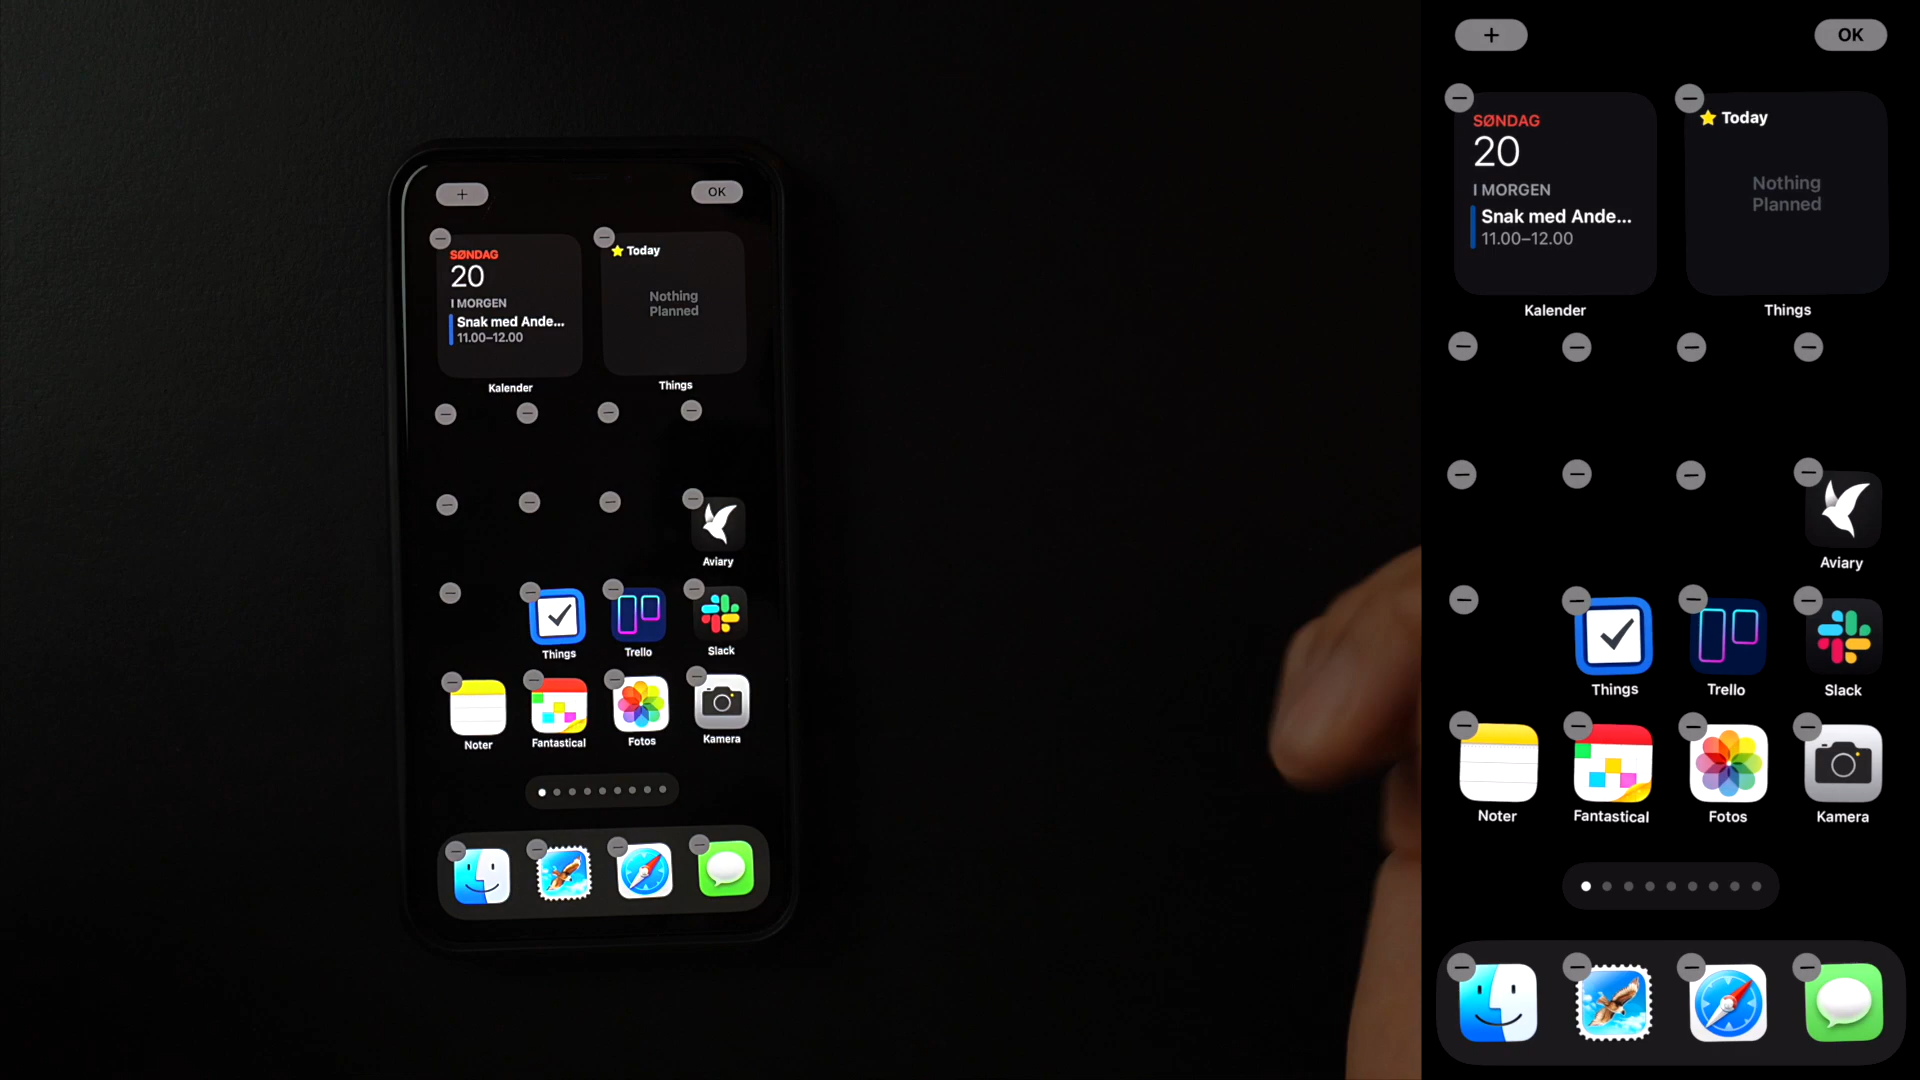 +
OK
SØNDAG
20
I MORGEN
Snak med Ande...
11.00–12.00
Kalender
Today
Nothing
Planned
Things
Aviary
Things
Trello
Slack
Noter
Fantastical
Fotos
Kamera
+
OK
SØNDAG
20
I MORGEN
Snak med Ande...
11.00–12.00
Kalender
Today
Nothing
Planned
Things
Aviary
Things
Trello
Slack
Noter
Fantastical
Fotos
Kamera